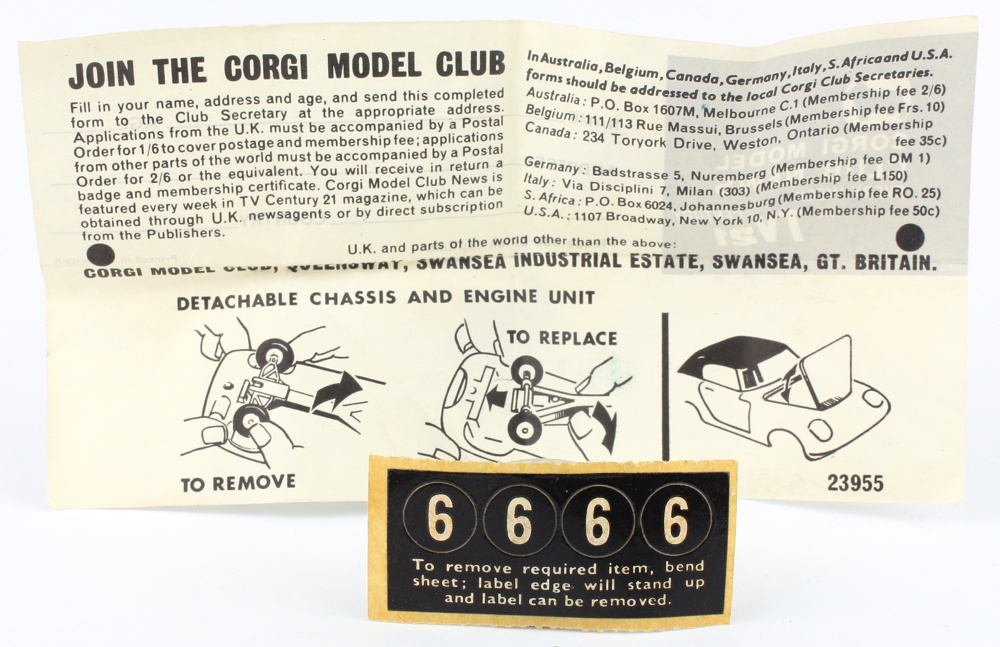 JOIN THE CORGI MODEL CLUB
Fill in your name, address and age, and send this completed
form to the Club Secretary at the appropriate address.
Applications from the U.K. must be accompanied by a Postal
Order for 1/6 to cover postage and membership fee; applications
from other parts of the world must be accompanied by a Postal
Order for 2/6 or the equivalent. You will receive in return a
badge and membership certificate. Corgi Model Club News is
featured every week in TV Century 21 magazine, which can be
obtained through U.K. newsagents or by direct subscription
from the Publishers.
In Australia, Belgium, Canada, Germany, Italy, S. Africa and U.S.A.
forms should be addressed to the local Corgi Club Secretaries.
Australia: P.O. Box 1607M, Melbourne C.1 (Membership fee 2/6)
Belgium: 111/113 Rue Massui, Brussels (Membership fee Frs. 10)
Canada: 234 Toryork Drive, Weston, Ontario (Membership
fee 35c)
Germany: Badstrasse 5, Nuremberg (Membership fee DM 1)
Italy: Via Disciplini 7, Milan (303) (Membership fee L150)
S. Africa: P.O. Box 6024, Johannesburg (Membership fee RO. 25)
U.S.A.: 1107 Broadway, New York 10, N.Y. (Membership fee 50c)
U.K. and parts of the world other than the above:
CORGI MODEL CLUB, QUEENSWAY, SWANSEA INDUSTRIAL ESTATE, SWANSEA, GT. BRITAIN.
DETACHABLE CHASSIS AND ENGINE UNIT
TO REPLACE
TO REMOVE
23955
6 6 6 6
To remove required item, bend
sheet; label edge will stand up
and label can be removed.